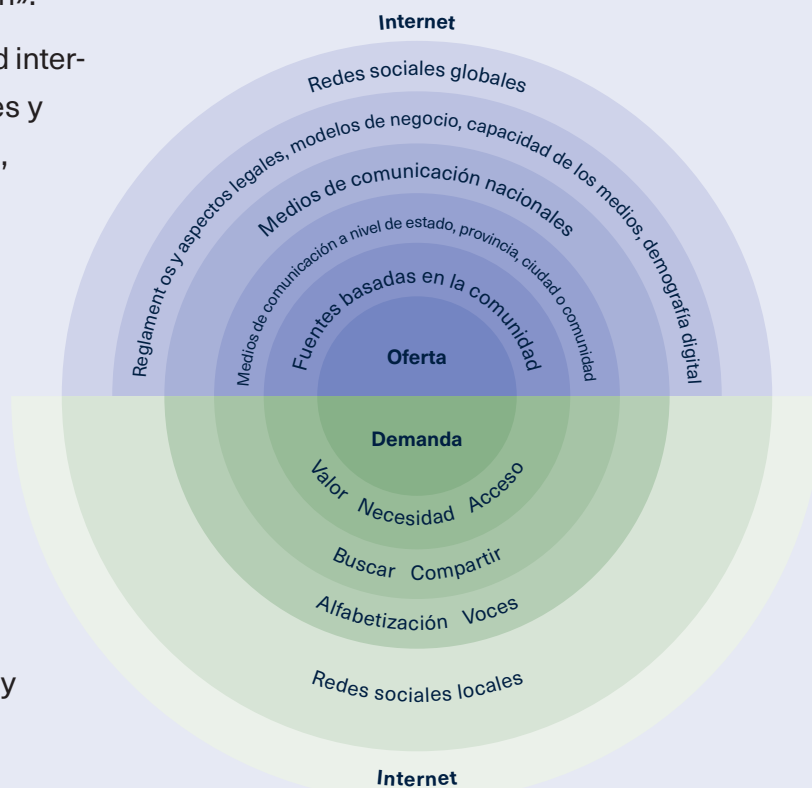 d inter-
es y
,
y
Internet
Redes sociales globales
Reglament os y aspectos legales, modelos de negocio, capacidad de los medios, demografía digital
Medios de comunicación nacionales
Medios de comunicación a nivel de estado, provincia, ciudad o comunidad
Fuentes basadas en la comunidad
Oferta
Demanda
Valor Necesidad Acceso
Buscar Compartir
Alfabetización Voces
Redes sociales locales
Internet